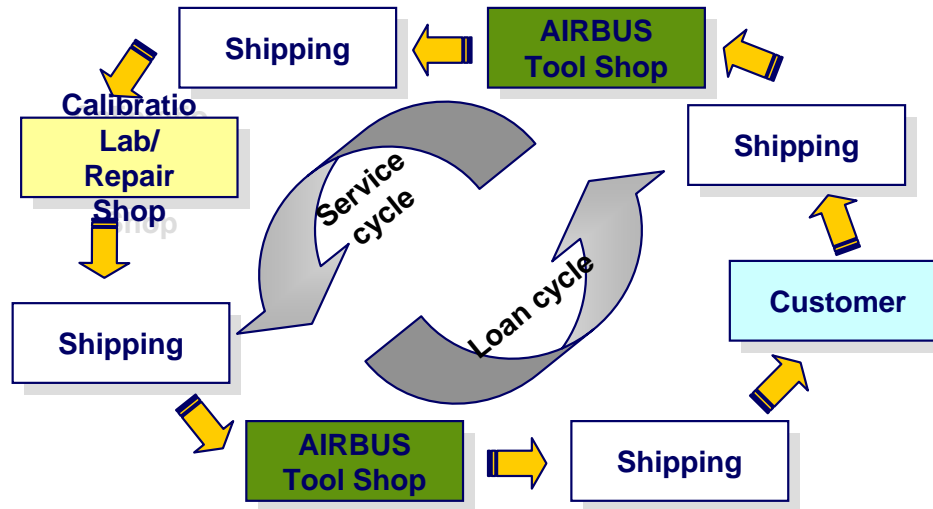 Shipping
AIRBUS
Tool Shop
Calibratio
Lab/
Repair
Shop
Shipping
Service
cycle
Loan cycle
Customer
Shipping
AIRBUS
Tool Shop
Shipping